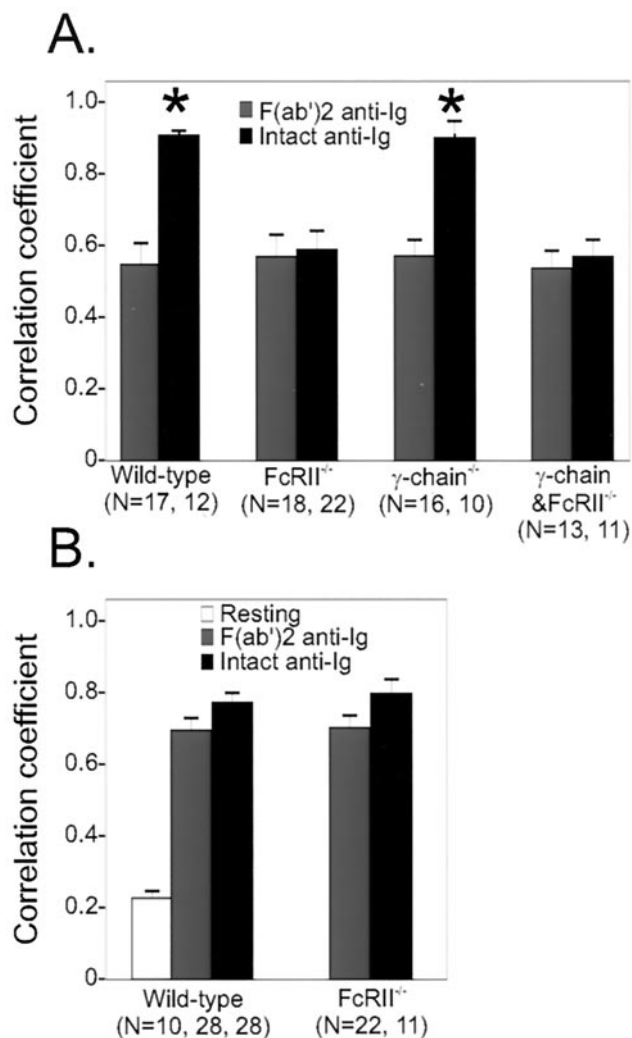 A.
Correlation coefficient
1.0
0.8
0.6
0.4
0.2
0
*
*
F(ab')2 anti-Ig
Intact anti-Ig
Wild-type
(N=17, 12)
FcRII-/-
(N=18, 22)
γ-chain-/-
(N=16, 10)
γ-chain
&FcRII-/-
(N=13, 11)
B.
Correlation coefficient
1.0
0.8
0.6
0.4
0.2
0
Resting
F(ab')2 anti-Ig
Intact anti-Ig
Wild-type
(N=10, 28, 28)
FcRII-/-
(N=22, 11)